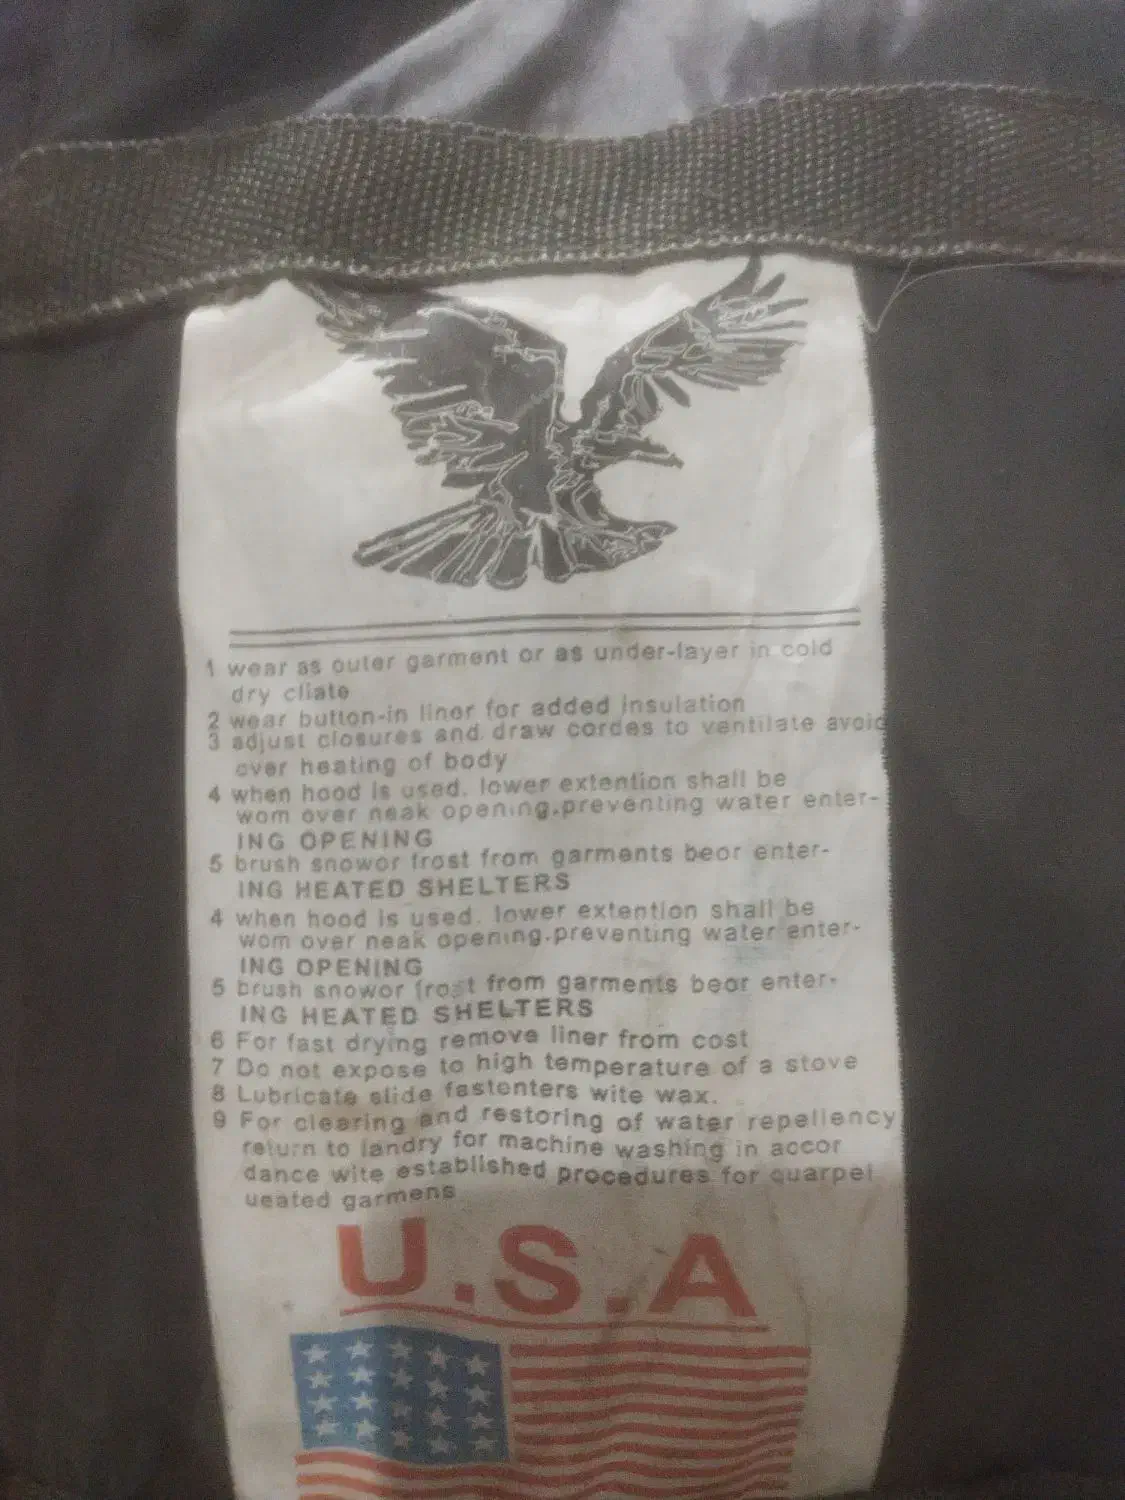 1 wear as outer garment or as under-layer in cold
dry cliate
2 wear button-in liner for added insulation
3 adjust closures and draw cordes to ventilate avoid
over heating of body
4 when hood is used. lower extention shall be
wom over neak opening.preventing water enter-
ING OPENING
5 brush snowor frost from garments beor enter-
ING HEATED SHELTERS
4 when hood is used. lower extention shall be
wom over neak opening.preventing water enter-
ING OPENING
5 brush snowor frost from garments beor enter-
ING HEATED SHELTERS
6 For fast drying remove liner from cost
7 Do not expose to high temperature of a stove
8 Lubricate slide fastenters wite wax.
9 For clearing and restoring of water repellency
return to landry for machine washing in accor
dance wite established procedures for quarpel
ueated garmens
U.S.A